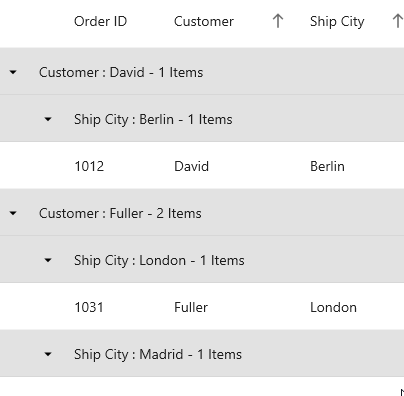 Order ID Customer Ship City
Customer : David - 1 Items
Ship City : Berlin - 1 Items
1012 David Berlin
Customer : Fuller - 2 Items
Ship City : London - 1 Items
1031 Fuller London
Ship City : Madrid - 1 Items